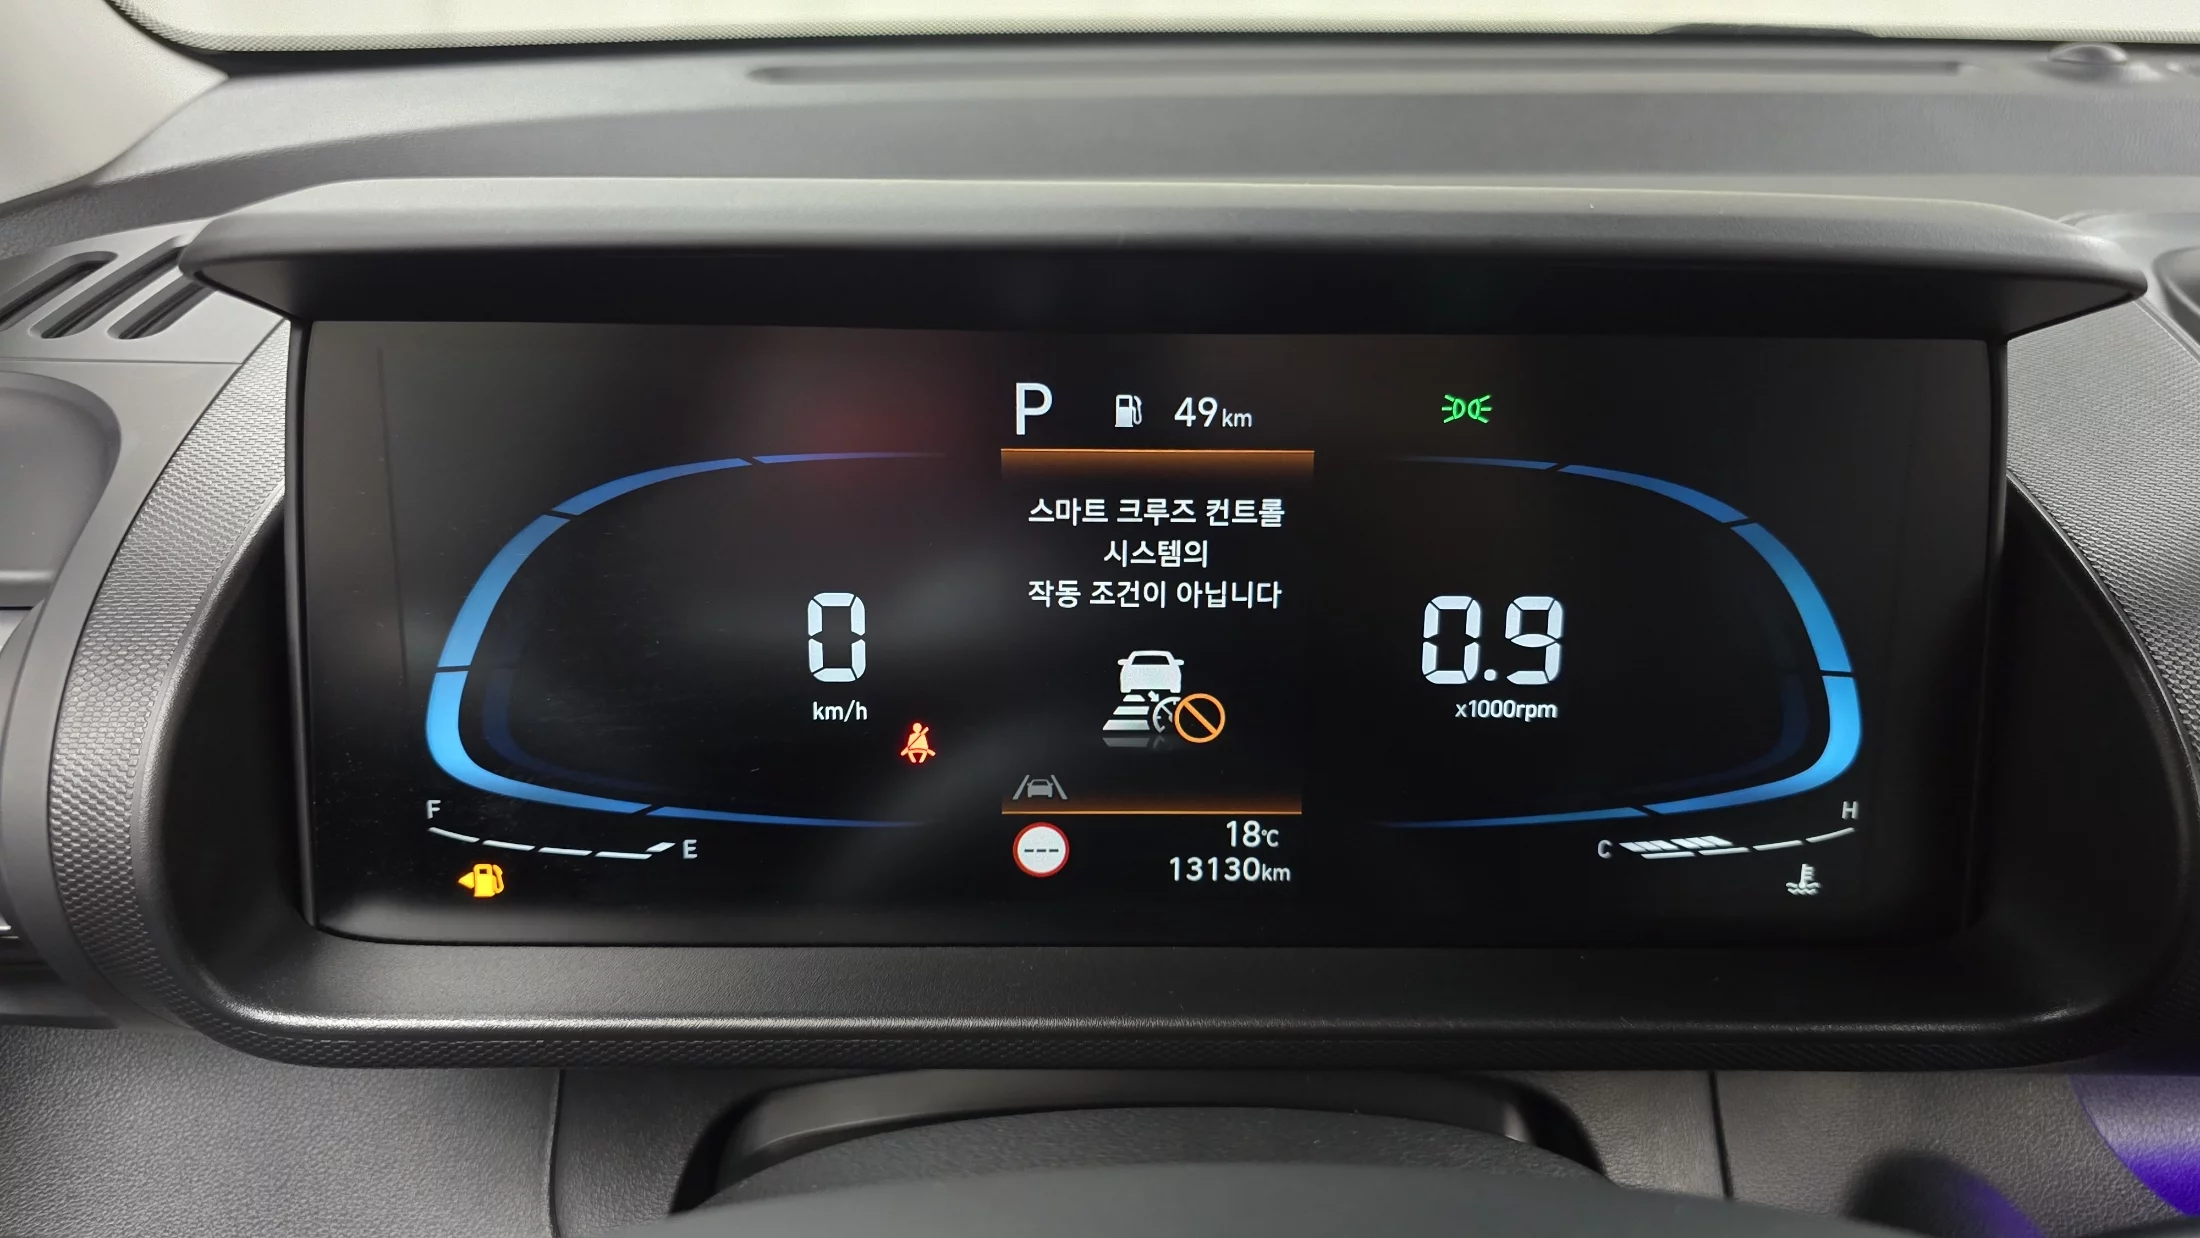 P 49km
스마트 크루즈 컨트롤
시스템의
작동 조건이 아닙니다
0
km/h
0.9
x1000rpm
F
E
---
18℃
13130km
C
H